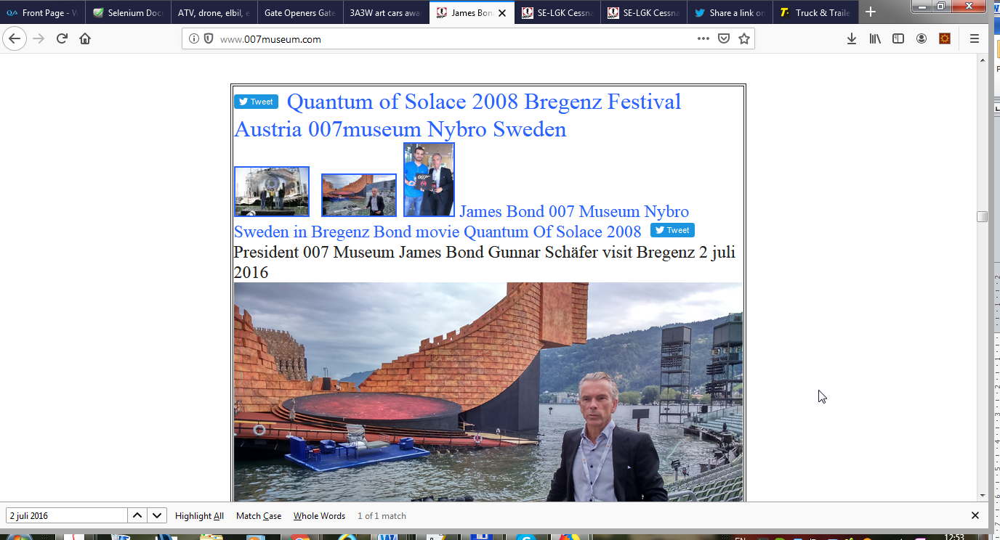 Front Page - W
Selenium Doc
ATV, drone, elbil, e
Gate Openers Gate
3A3W art cars awa
James Bon
SE-LGK Cessna
SE-LGK Cessna
Share a link on
Truck & Traile
www.007museum.com
Tweet Quantum of Solace 2008 Bregenz Festival
Austria 007museum Nybro Sweden
007
James Bond 007 Museum Nybro
Sweden in Bregenz Bond movie Quantum Of Solace 2008 Tweet
President 007 Museum James Bond Gunnar Schäfer visit Bregenz 2 juli
2016
2 juli 2016 Highlight All Match Case Whole Words 1 of 1 match
EN 12:53